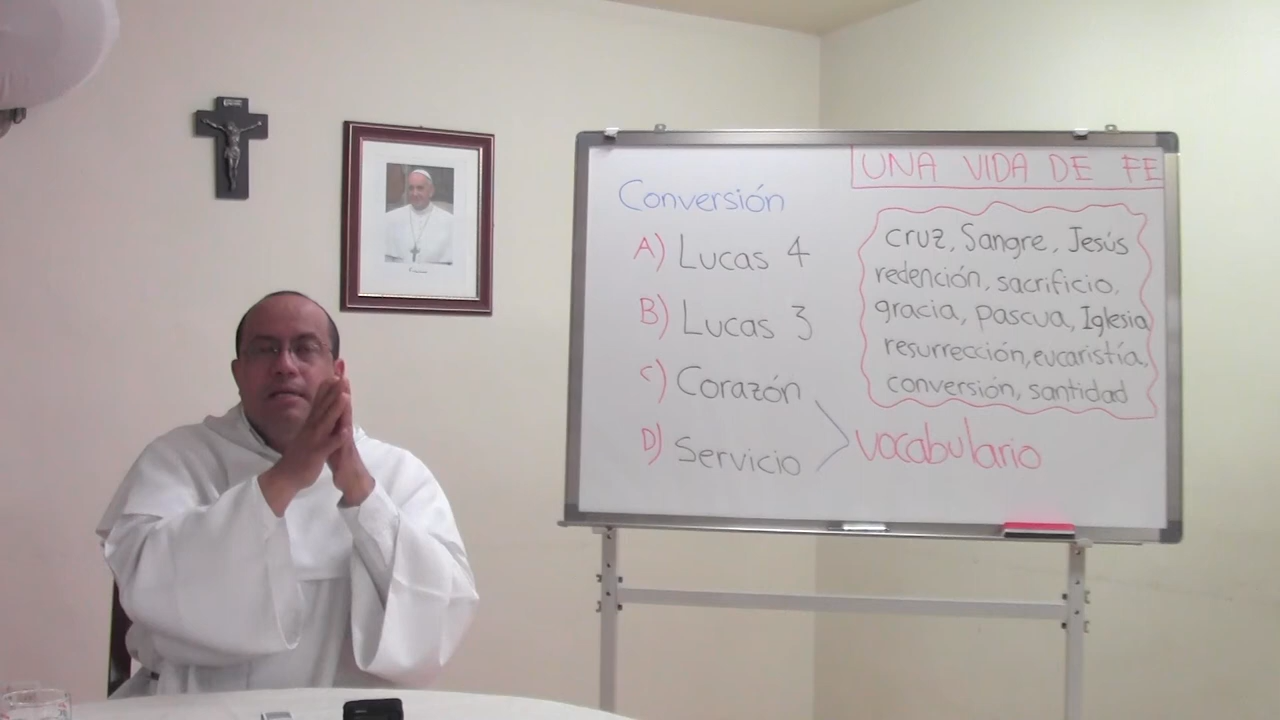 UNA VIDA DE FE
Conversión
A) Lucas 4
B) Lucas 3
C) Corazón
D) Servicio
cruz, Sangre, Jesús
redención, sacrificio,
gracia, pascua, Iglesia
resurrección, eucaristía,
conversión, santidad
vocabulario